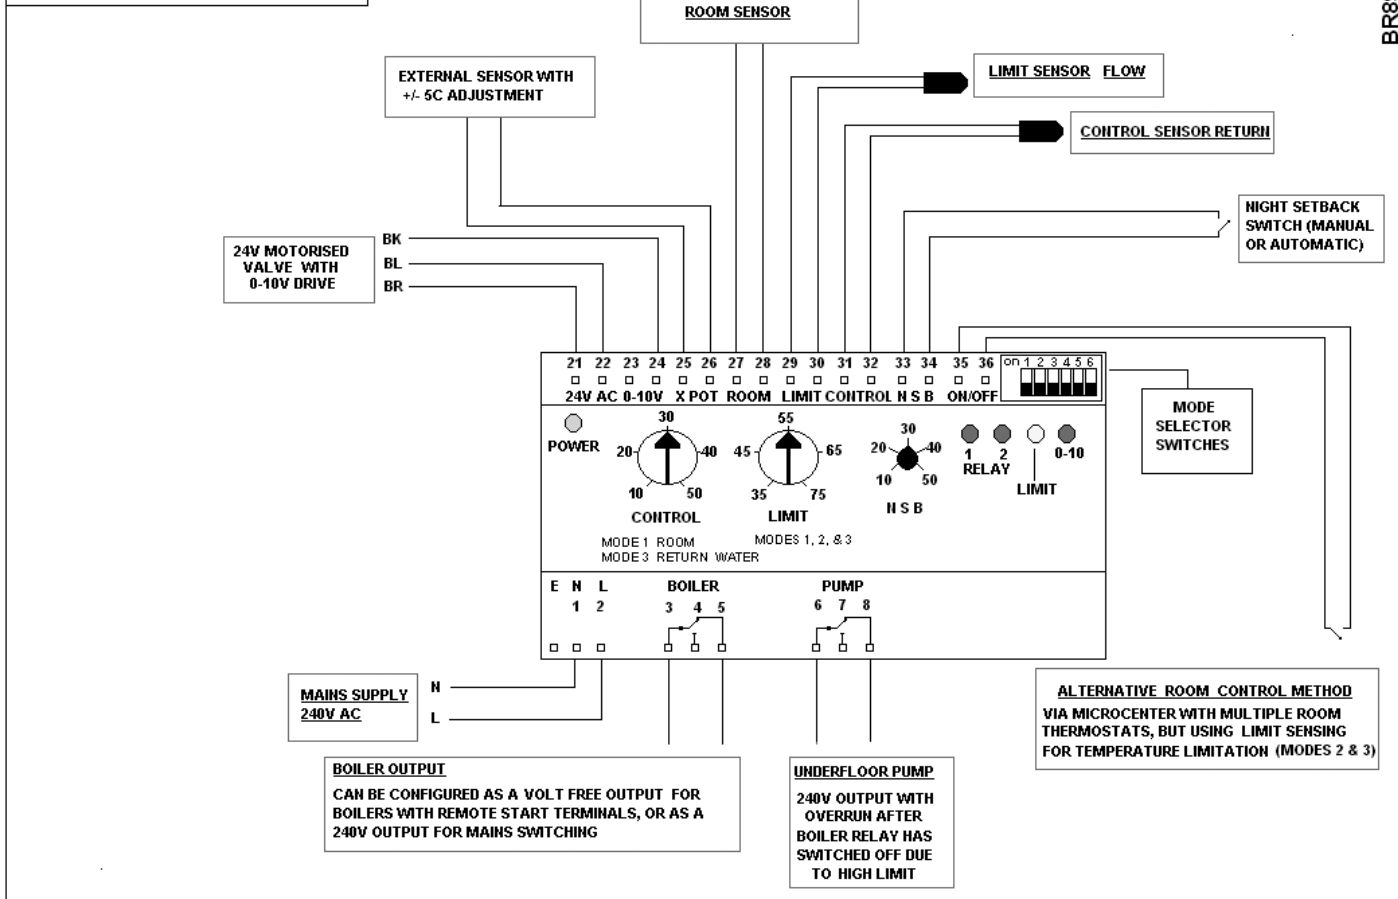 ROOM SENSOR
BR89
EXTERNAL SENSOR WITH
+/- 5C ADJUSTMENT
LIMIT SENSOR FLOW
CONTROL SENSOR RETURN
NIGHT SETBACK
SWITCH (MANUAL
OR AUTOMATIC)
24V MOTORISED
VALVE WITH
0-10V DRIVE
BK
BL
BR
21 22 23 24 25 26 27 28 29 30 31 32 33 34 35 36
on 1 2 3 4 5 6
24V AC 0-10V X POT ROOM LIMIT CONTROL N S B ON/OFF
MODE
SELECTOR
SWITCHES
POWER
30
20 40
10 50
CONTROL
MODE 1 ROOM
MODE 3 RETURN WATER
55
45 65
35 75
LIMIT
MODES 1, 2, & 3
30
20 40
10 50
N S B
1 2 0-10
RELAY
LIMIT
E N L BOILER PUMP
1 2 3 4 5 6 7 8
MAINS SUPPLY
240V AC
N
L
ALTERNATIVE ROOM CONTROL METHOD
VIA MICROCENTER WITH MULTIPLE ROOM
THERMOSTATS, BUT USING LIMIT SENSING
FOR TEMPERATURE LIMITATION (MODES 2 & 3)
BOILER OUTPUT
CAN BE CONFIGURED AS A VOLT FREE OUTPUT FOR
BOILERS WITH REMOTE START TERMINALS, OR AS A
240V OUTPUT FOR MAINS SWITCHING
UNDERFLOOR PUMP
240V OUTPUT WITH
OVERRUN AFTER
BOILER RELAY HAS
SWITCHED OFF DUE
TO HIGH LIMIT